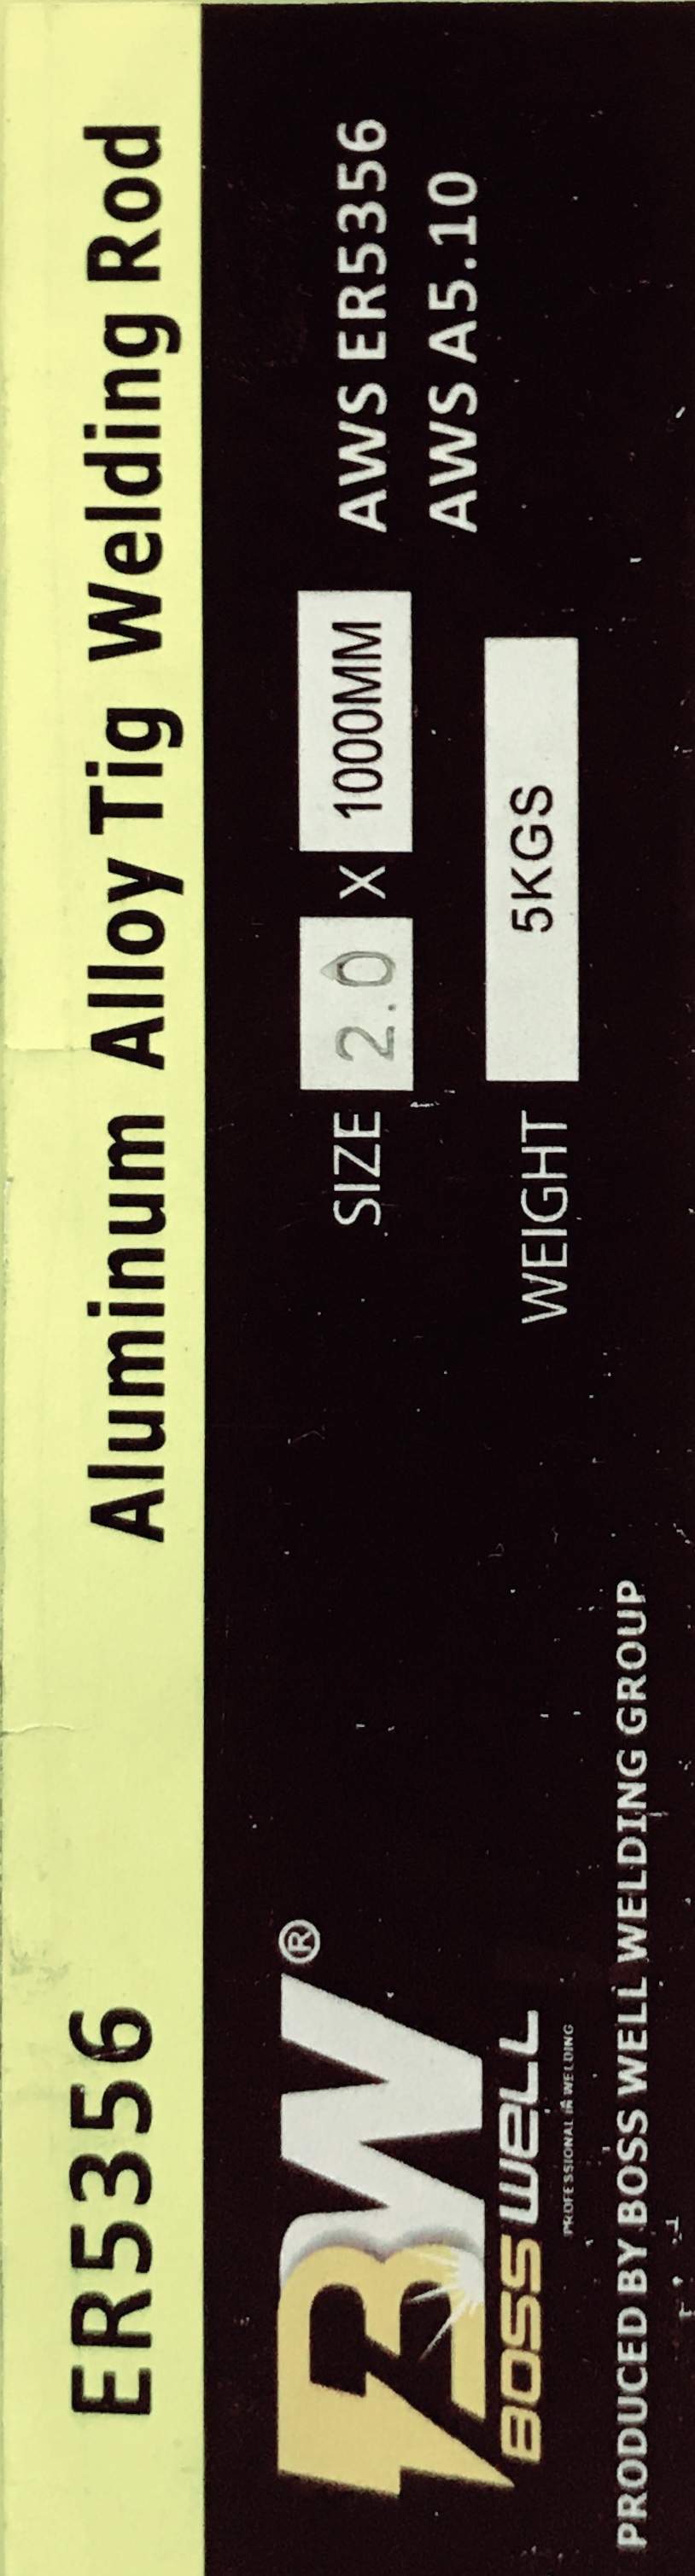 ER5356 Aluminum Alloy Tig Welding Rod
BW®
BOSS WELL
PROFESSIONAL IN WELDING
SIZE 2.0 X 1000MM
WEIGHT 5KGS
AWS ER5356
AWS A5.10
PRODUCED BY BOSS WELL WELDING GROUP